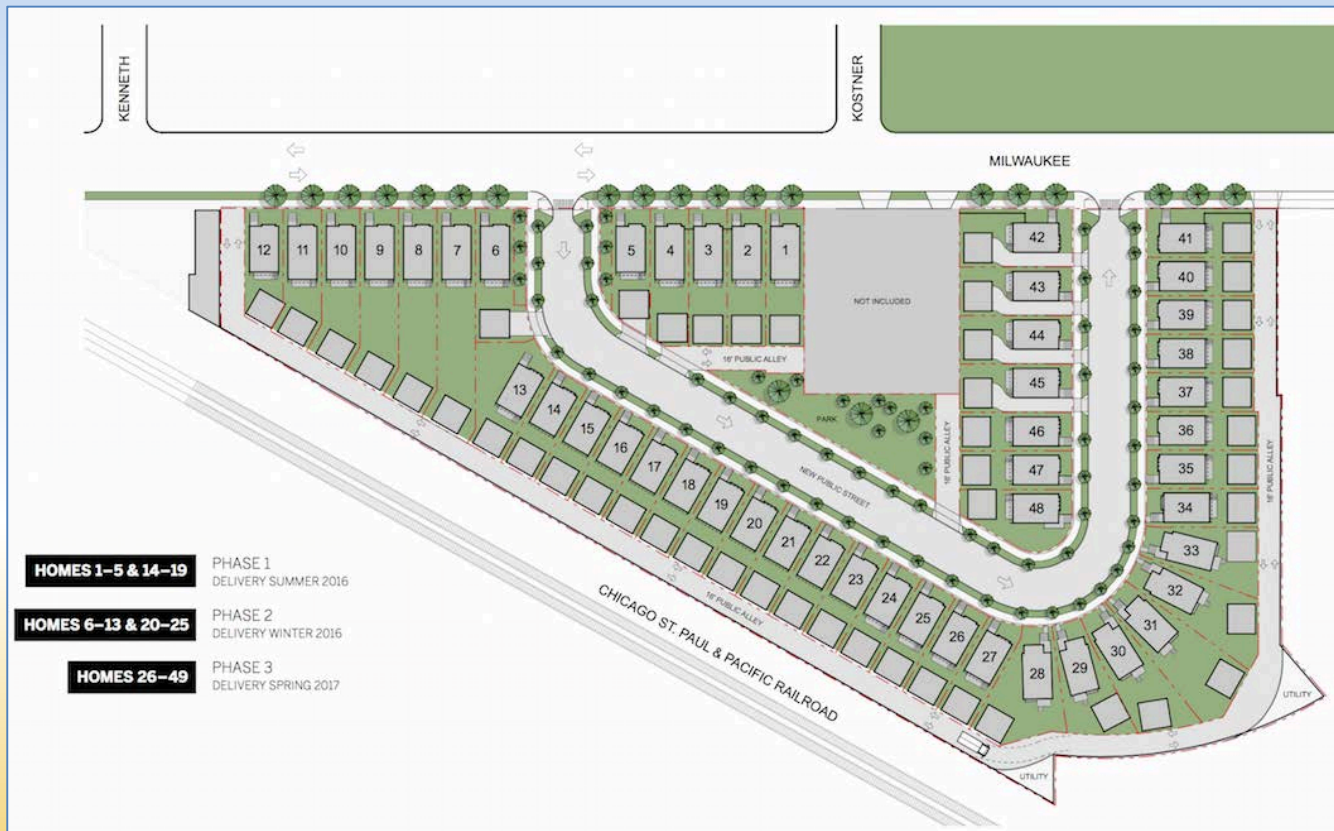 KENNETH
KOSTNER
MILWAUKEE
12 11 10 9 8 7 6 5 4 3 2 1
NOT INCLUDED
42 41
43 40
44 39
45 38
46 37
47 36
48 35
34
16' PUBLIC ALLEY
PARK
16' PUBLIC ALLEY
16' PUBLIC ALLEY
NEW PUBLIC STREET
13 14 15 16 17 18 19 20 21 22 23 24 25 26 27 28 29 30 31 32 33
16' PUBLIC ALLEY
CHICAGO ST. PAUL & PACIFIC RAILROAD
UTILITY
UTILITY
HOMES 1–5 & 14–19 PHASE 1
DELIVERY SUMMER 2016
HOMES 6–13 & 20–25 PHASE 2
DELIVERY WINTER 2016
HOMES 26–49 PHASE 3
DELIVERY SPRING 2017